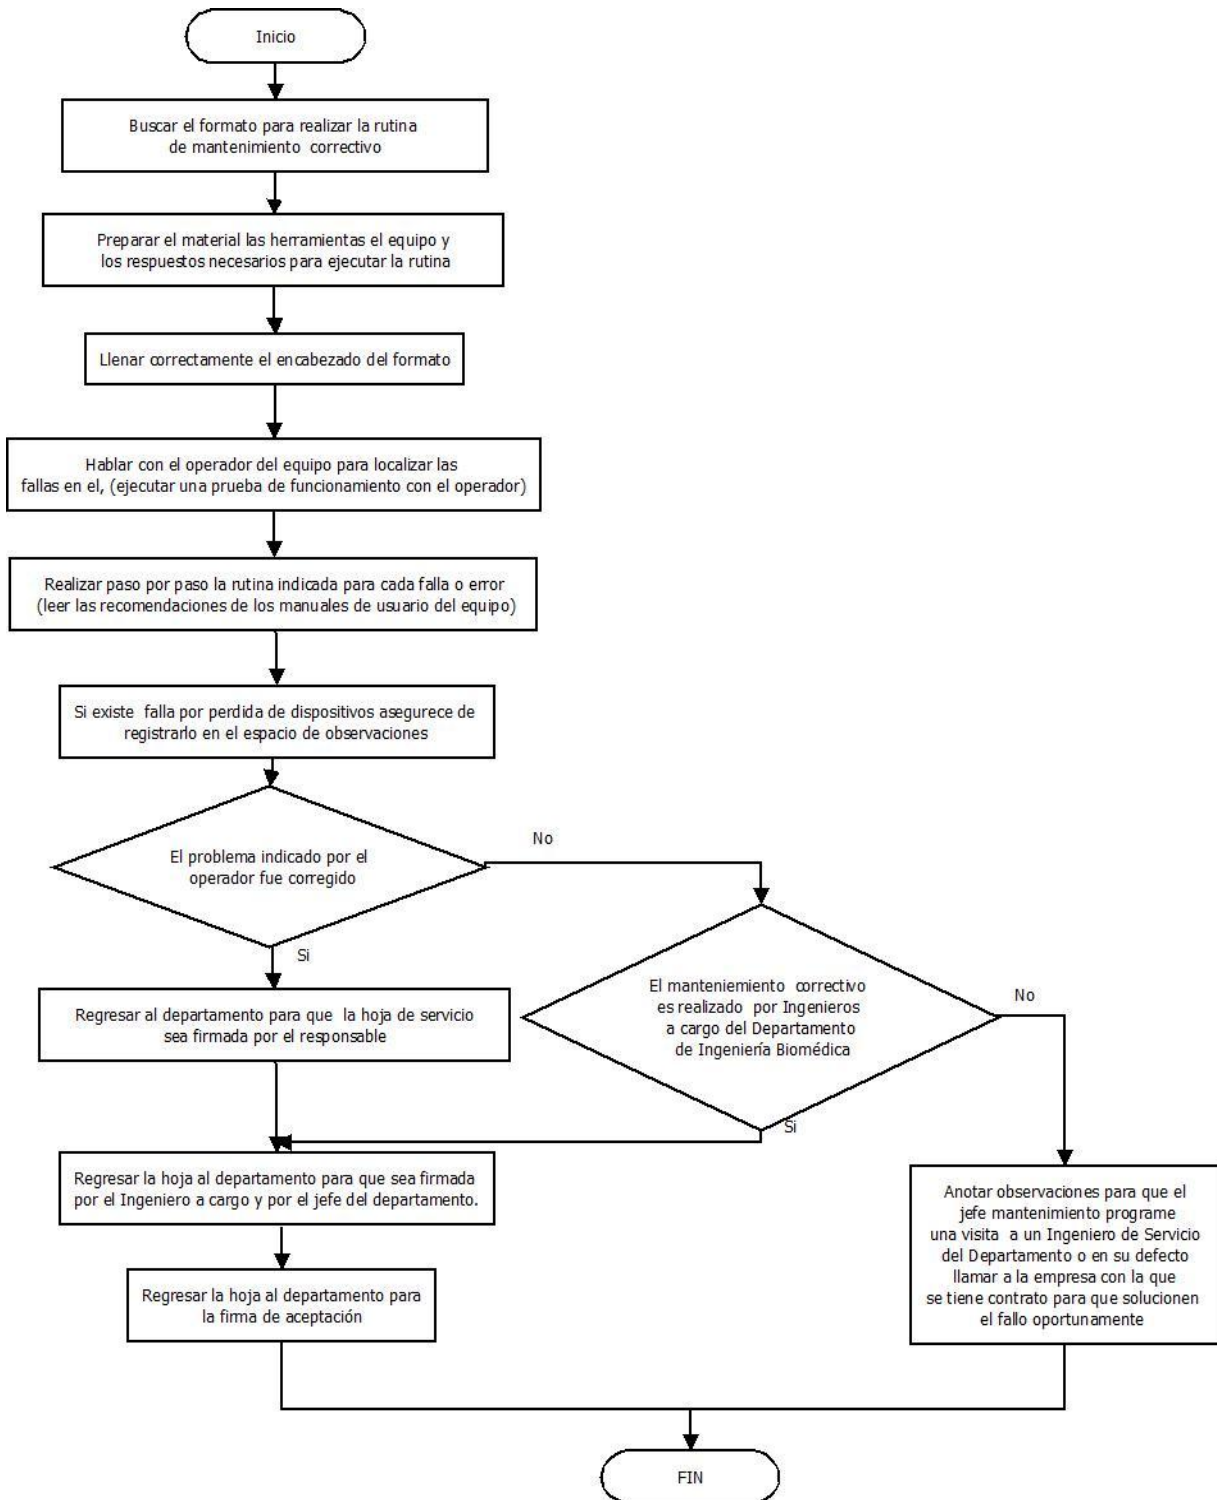 Inicio
Buscar el formato para realizar la rutina
de mantenimiento correctivo
Preparar el material las herramientas el equipo y
los respuestos necesarios para ejecutar la rutina
Llenar correctamente el encabezado del formato
Hablar con el operador del equipo para localizar las
fallas en el, (ejecutar una prueba de funcionamiento con el operador)
Realizar paso por paso la rutina indicada para cada falla o error
(leer las recomendaciones de los manuales de usuario del equipo)
Si existe falla por perdida de dispositivos asegurece de
registrarlo en el espacio de observaciones
El problema indicado por el
operador fue corregido
No
Si
Regresar al departamento para que la hoja de servicio
sea firmada por el responsable
El manteniemiento correctivo
es realizado por Ingenieros
a cargo del Departamento
de Ingeniería Biomédica
No
Si
Regresar la hoja al departamento para que sea firmada
por el Ingeniero a cargo y por el jefe del departamento.
Regresar la hoja al departamento para
la firma de aceptación
Anotar observaciones para que el
jefe mantenimiento programe
una visita a un Ingeniero de Servicio
del Departamento o en su defecto
llamar a la empresa con la que
se tiene contrato para que solucionen
el fallo oportunamente
FIN